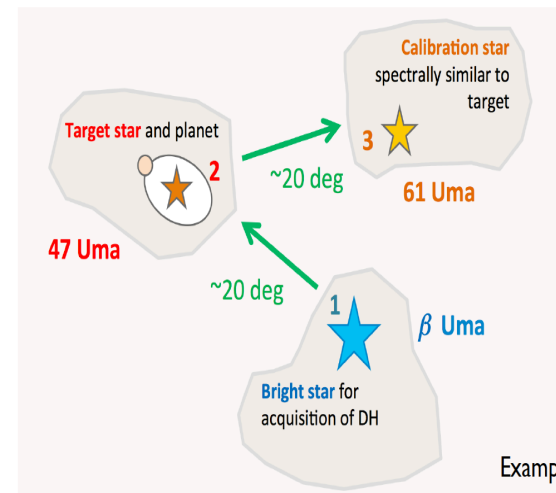 Calibration star
spectrally similar to
target
3
61 Uma
~20 deg
Target star and planet
2
47 Uma
~20 deg
1
β Uma
Bright star for
acquisition of DH
Examp